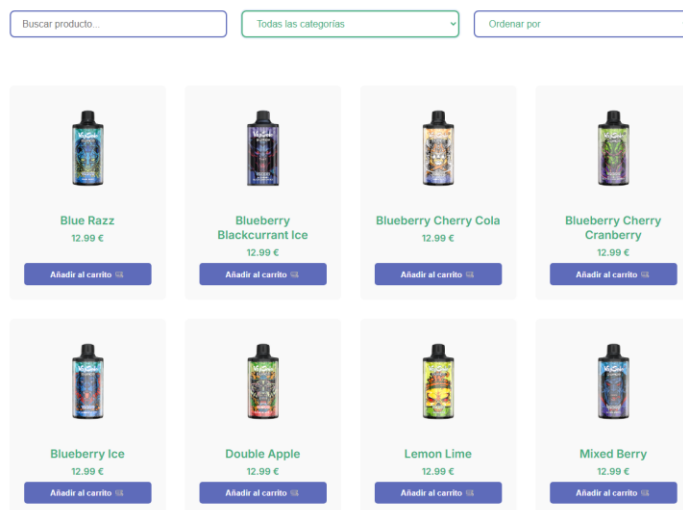 Buscar producto...
Todas las categorías
Ordenar por
Blue Razz
12.99 €
Añadir al carrito
Blueberry
Blackcurrant Ice
12.99 €
Añadir al carrito
Blueberry Cherry Cola
12.99 €
Añadir al carrito
Blueberry Cherry
Cranberry
12.99 €
Añadir al carrito
Blueberry Ice
12.99 €
Añadir al carrito
Double Apple
12.99 €
Añadir al carrito
Lemon Lime
12.99 €
Añadir al carrito
Mixed Berry
12.99 €
Añadir al carrito